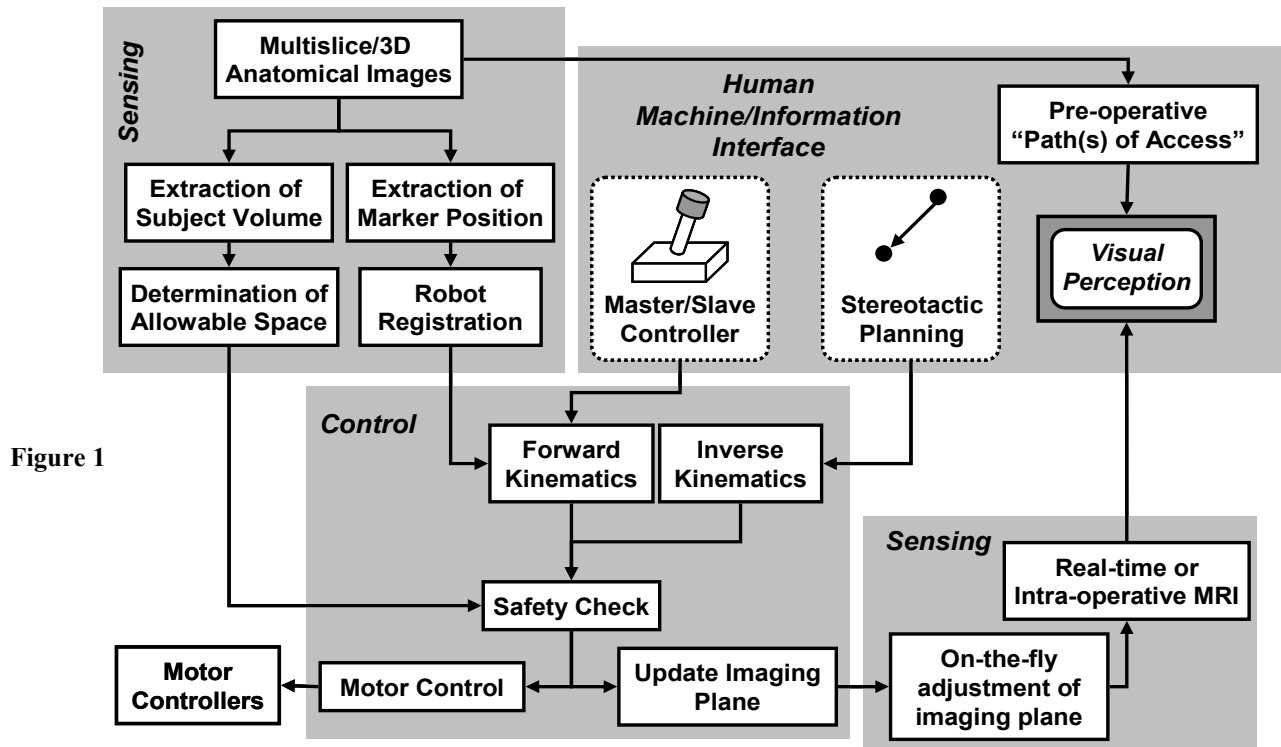 Sensing
Multislice/3D
Anatomical Images
Extraction of
Subject Volume
Extraction of
Marker Position
Determination of
Allowable Space
Robot
Registration
Human
Machine/Information
Interface
Master/Slave
Controller
Stereotactic
Planning
Pre-operative
“Path(s) of Access”
Visual
Perception
Figure 1
Control
Forward
Kinematics
Inverse
Kinematics
Safety Check
Motor
Controllers
Motor Control
Update Imaging
Plane
Sensing
Real-time or
Intra-operative MRI
On-the-fly
adjustment of
imaging plane